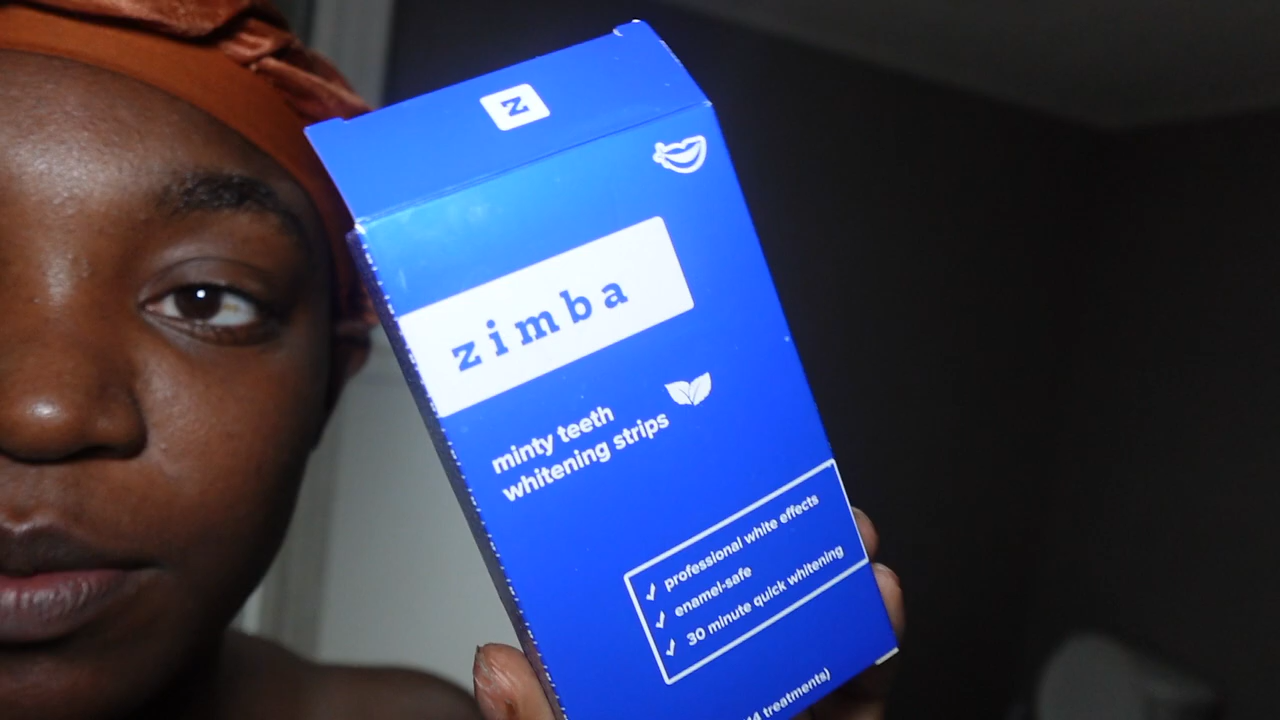 z
zimba
minty teeth
whitening strips
professional white effects
enamel-safe
30 minute quick whitening
14 treatments)